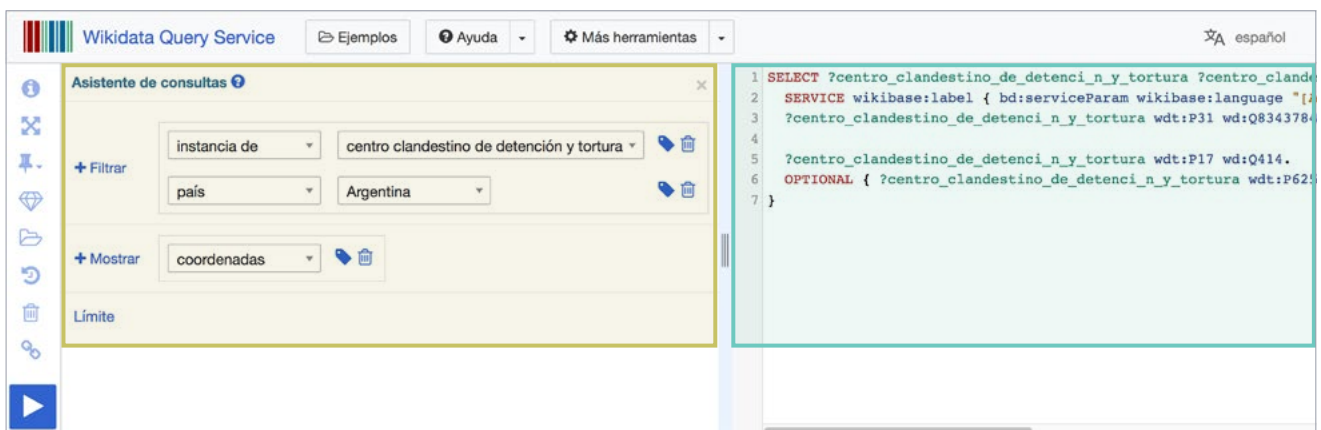 Wikidata Query Service Ejemplos Ayuda Más herramientas español
Asistente de consultas
Filtrar
instancia de centro clandestino de detención y tortura
país Argentina
Mostrar coordenadas
Límite
1 SELECT ?centro_clandestino_de_detenci_n_y_tortura ?centro_clande
2 SERVICE wikibase:label { bd:serviceParam wikibase:language "[
3 ?centro_clandestino_de_detenci_n_y_tortura wdt:P31 wd:Q8343784
4
5 ?centro_clandestino_de_detenci_n_y_tortura wdt:P17 wd:Q414.
6 OPTIONAL { ?centro_clandestino_de_detenci_n_y_tortura wdt:P625
7 }